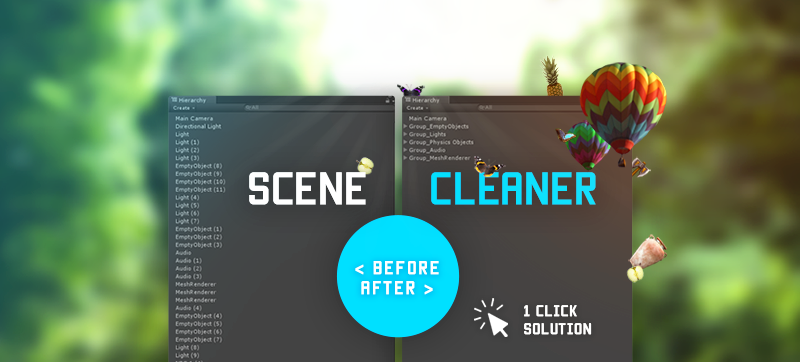 Hierarchy
Create
All
Main Camera
Directional Light
Light
Light (1)
Light (2)
Light (3)
EmptyObject (8)
EmptyObject (9)
EmptyObject (10)
EmptyObject (11)
Light (4)
Light (5)
Light (6)
Light (7)
EmptyObject (1)
EmptyObject (2)
EmptyObject (3)
Audio
Audio (1)
Audio (2)
Audio (3)
MeshRenderer
MeshRenderer
MeshRenderer
Audio (4)
EmptyObject (4)
EmptyObject (5)
EmptyObject (6)
EmptyObject (7)
Light (8)
Light (9)
Hierarchy
Create
All
Main Camera
Group_EmptyObjects
Group_Lights
Group_Physics Objects
Group_Audio
Group_MeshRenderer
SCENE CLEANER
< BEFORE
AFTER >
1 CLICK
SOLUTION